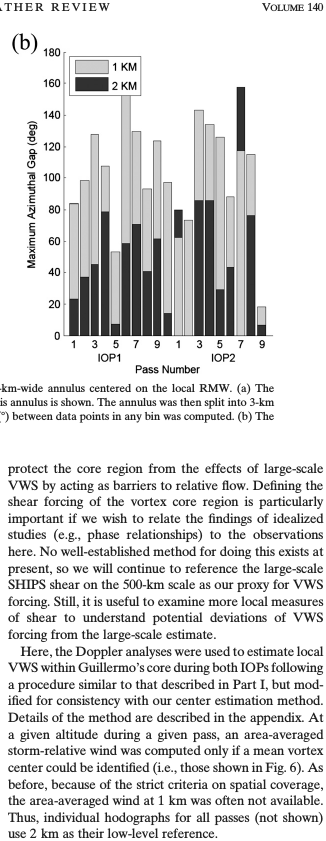 ATHER REVIEW VOLUME 140
(b)
180
160
140
120
100
80
60
40
20
0
Maximum Azimuthal Gap (deg)
1 KM
2 KM
1 3 5 7 9 1 3 5 7 9
IOP1 IOP2
Pass Number
-km-wide annulus centered on the local RMW. (a) The
is annulus is shown. The annulus was then split into 3-km
(°) between data points in any bin was computed. (b) The
protect the core region from the effects of large-scale
VWS by acting as barriers to relative flow. Defining the
shear forcing of the vortex core region is particularly
important if we wish to relate the findings of idealized
studies (e.g., phase relationships) to the observations
here. No well-established method for doing this exists at
present, so we will continue to reference the large-scale
SHIPS shear on the 500-km scale as our proxy for VWS
forcing. Still, it is useful to examine more local measures
of shear to understand potential deviations of VWS
forcing from the large-scale estimate.
Here, the Doppler analyses were used to estimate local
VWS within Guillermo's core during both IOPs following
a procedure similar to that described in Part I, but mod-
ified for consistency with our center estimation method.
Details of the method are described in the appendix. At
a given altitude during a given pass, an area-averaged
storm-relative wind was computed only if a mean vortex
center could be identified (i.e., those shown in Fig. 6). As
before, because of the strict criteria on spatial coverage,
the area-averaged wind at 1 km was often not available.
Thus, individual hodographs for all passes (not shown)
use 2 km as their low-level reference.